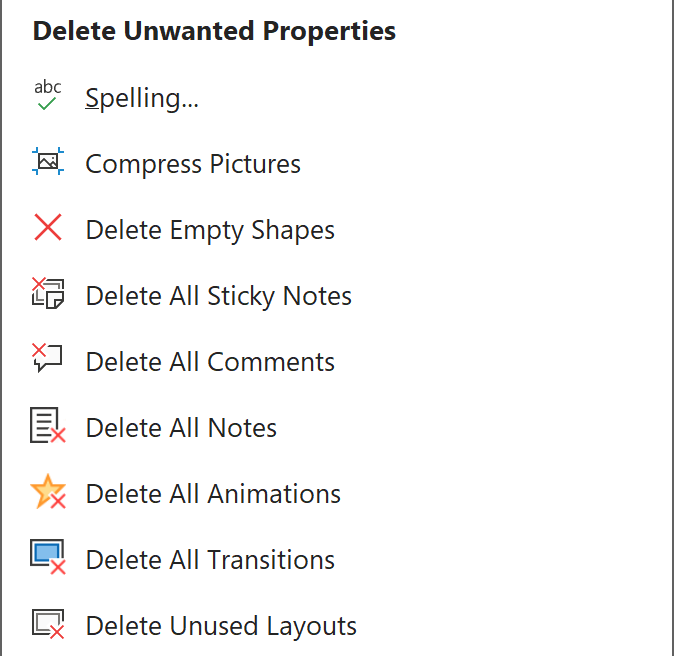 Delete Unwanted Properties
abc
Spelling...
Compress Pictures
Delete Empty Shapes
Delete All Sticky Notes
Delete All Comments
Delete All Notes
Delete All Animations
Delete All Transitions
Delete Unused Layouts